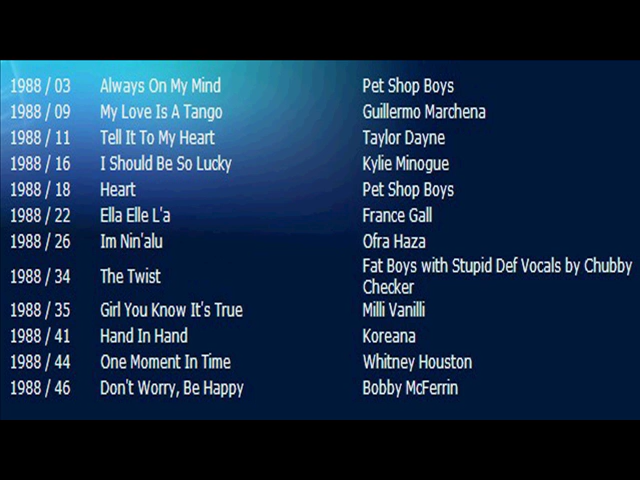 1988 / 03 Always On My Mind Pet Shop Boys
1988 / 09 My Love Is A Tango Guillermo Marchena
1988 / 11 Tell It To My Heart Taylor Dayne
1988 / 16 I Should Be So Lucky Kylie Minogue
1988 / 18 Heart Pet Shop Boys
1988 / 22 Ella Elle L'a France Gall
1988 / 26 Im Nin'alu Ofra Haza
1988 / 34 The Twist Fat Boys with Stupid Def Vocals by Chubby
Checker
1988 / 35 Girl You Know It's True Milli Vanilli
1988 / 41 Hand In Hand Koreana
1988 / 44 One Moment In Time Whitney Houston
1988 / 46 Don't Worry, Be Happy Bobby McFerrin